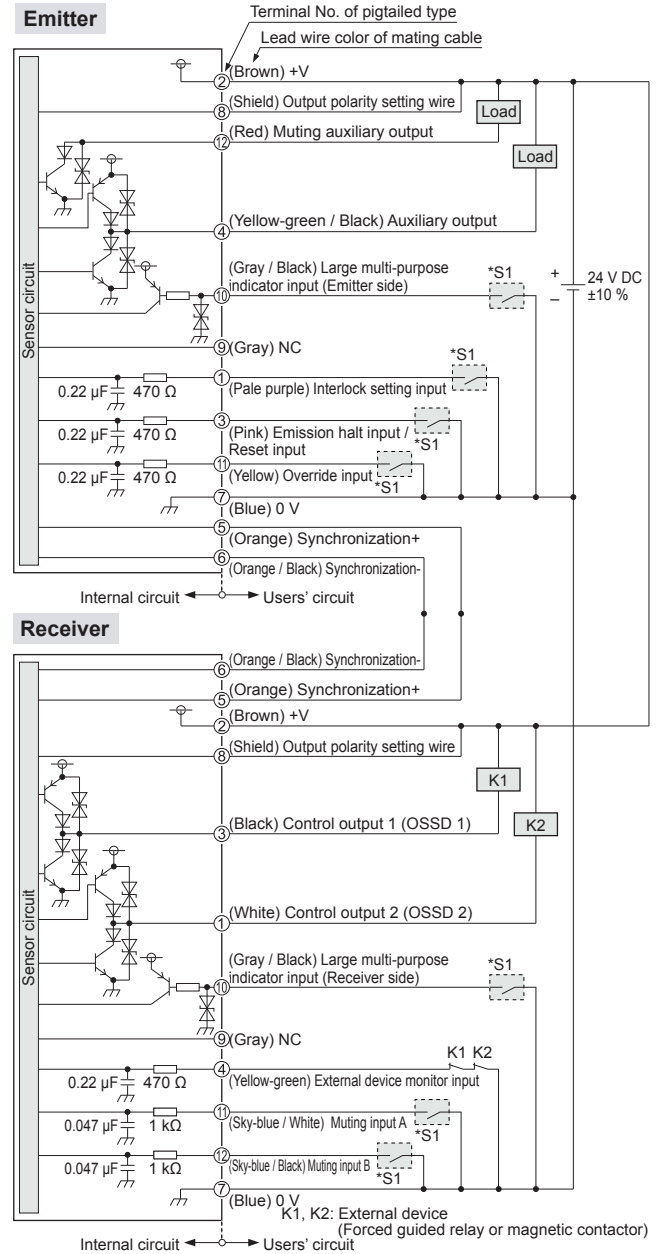 Emitter
Terminal No. of pigtailed type
Lead wire color of mating cable
② (Brown) +V
⑧ (Shield) Output polarity setting wire
Load
⑫ (Red) Muting auxiliary output
Load
④ (Yellow-green / Black) Auxiliary output
(Gray / Black) Large multi-purpose
⑩ indicator input (Emitter side)
*S1
+
−
24 V DC
±10 %
Sensor circuit
⑨ (Gray) NC
*S1
①
0.22 µF 470 Ω (Pale purple) Interlock setting input
③
*S1
0.22 µF 470 Ω (Pink) Emission halt input /
Reset input
⑪
0.22 µF 470 Ω (Yellow) Override input
*S1
⑦
(Blue) 0 V
⑤
(Orange) Synchronization+
⑥
(Orange / Black) Synchronization-
Internal circuit Users' circuit
Receiver
⑥ (Orange / Black) Synchronization-
⑤ (Orange) Synchronization+
② (Brown) +V
⑧ (Shield) Output polarity setting wire
K1
③ (Black) Control output 1 (OSSD 1)
K2
① (White) Control output 2 (OSSD 2)
Sensor circuit
(Gray / Black) Large multi-purpose
⑩ indicator input (Receiver side)
*S1
⑨ (Gray) NC
K1 K2
④
0.22 µF 470 Ω (Yellow-green) External device monitor input
⑪
0.047 µF 1 kΩ (Sky-blue / White) Muting input A
*S1
⑫
0.047 µF 1 kΩ (Sky-blue / Black) Muting input B
*S1
⑦
(Blue) 0 V
K1, K2: External device
(Forced guided relay or magnetic contactor)
Internal circuit Users' circuit